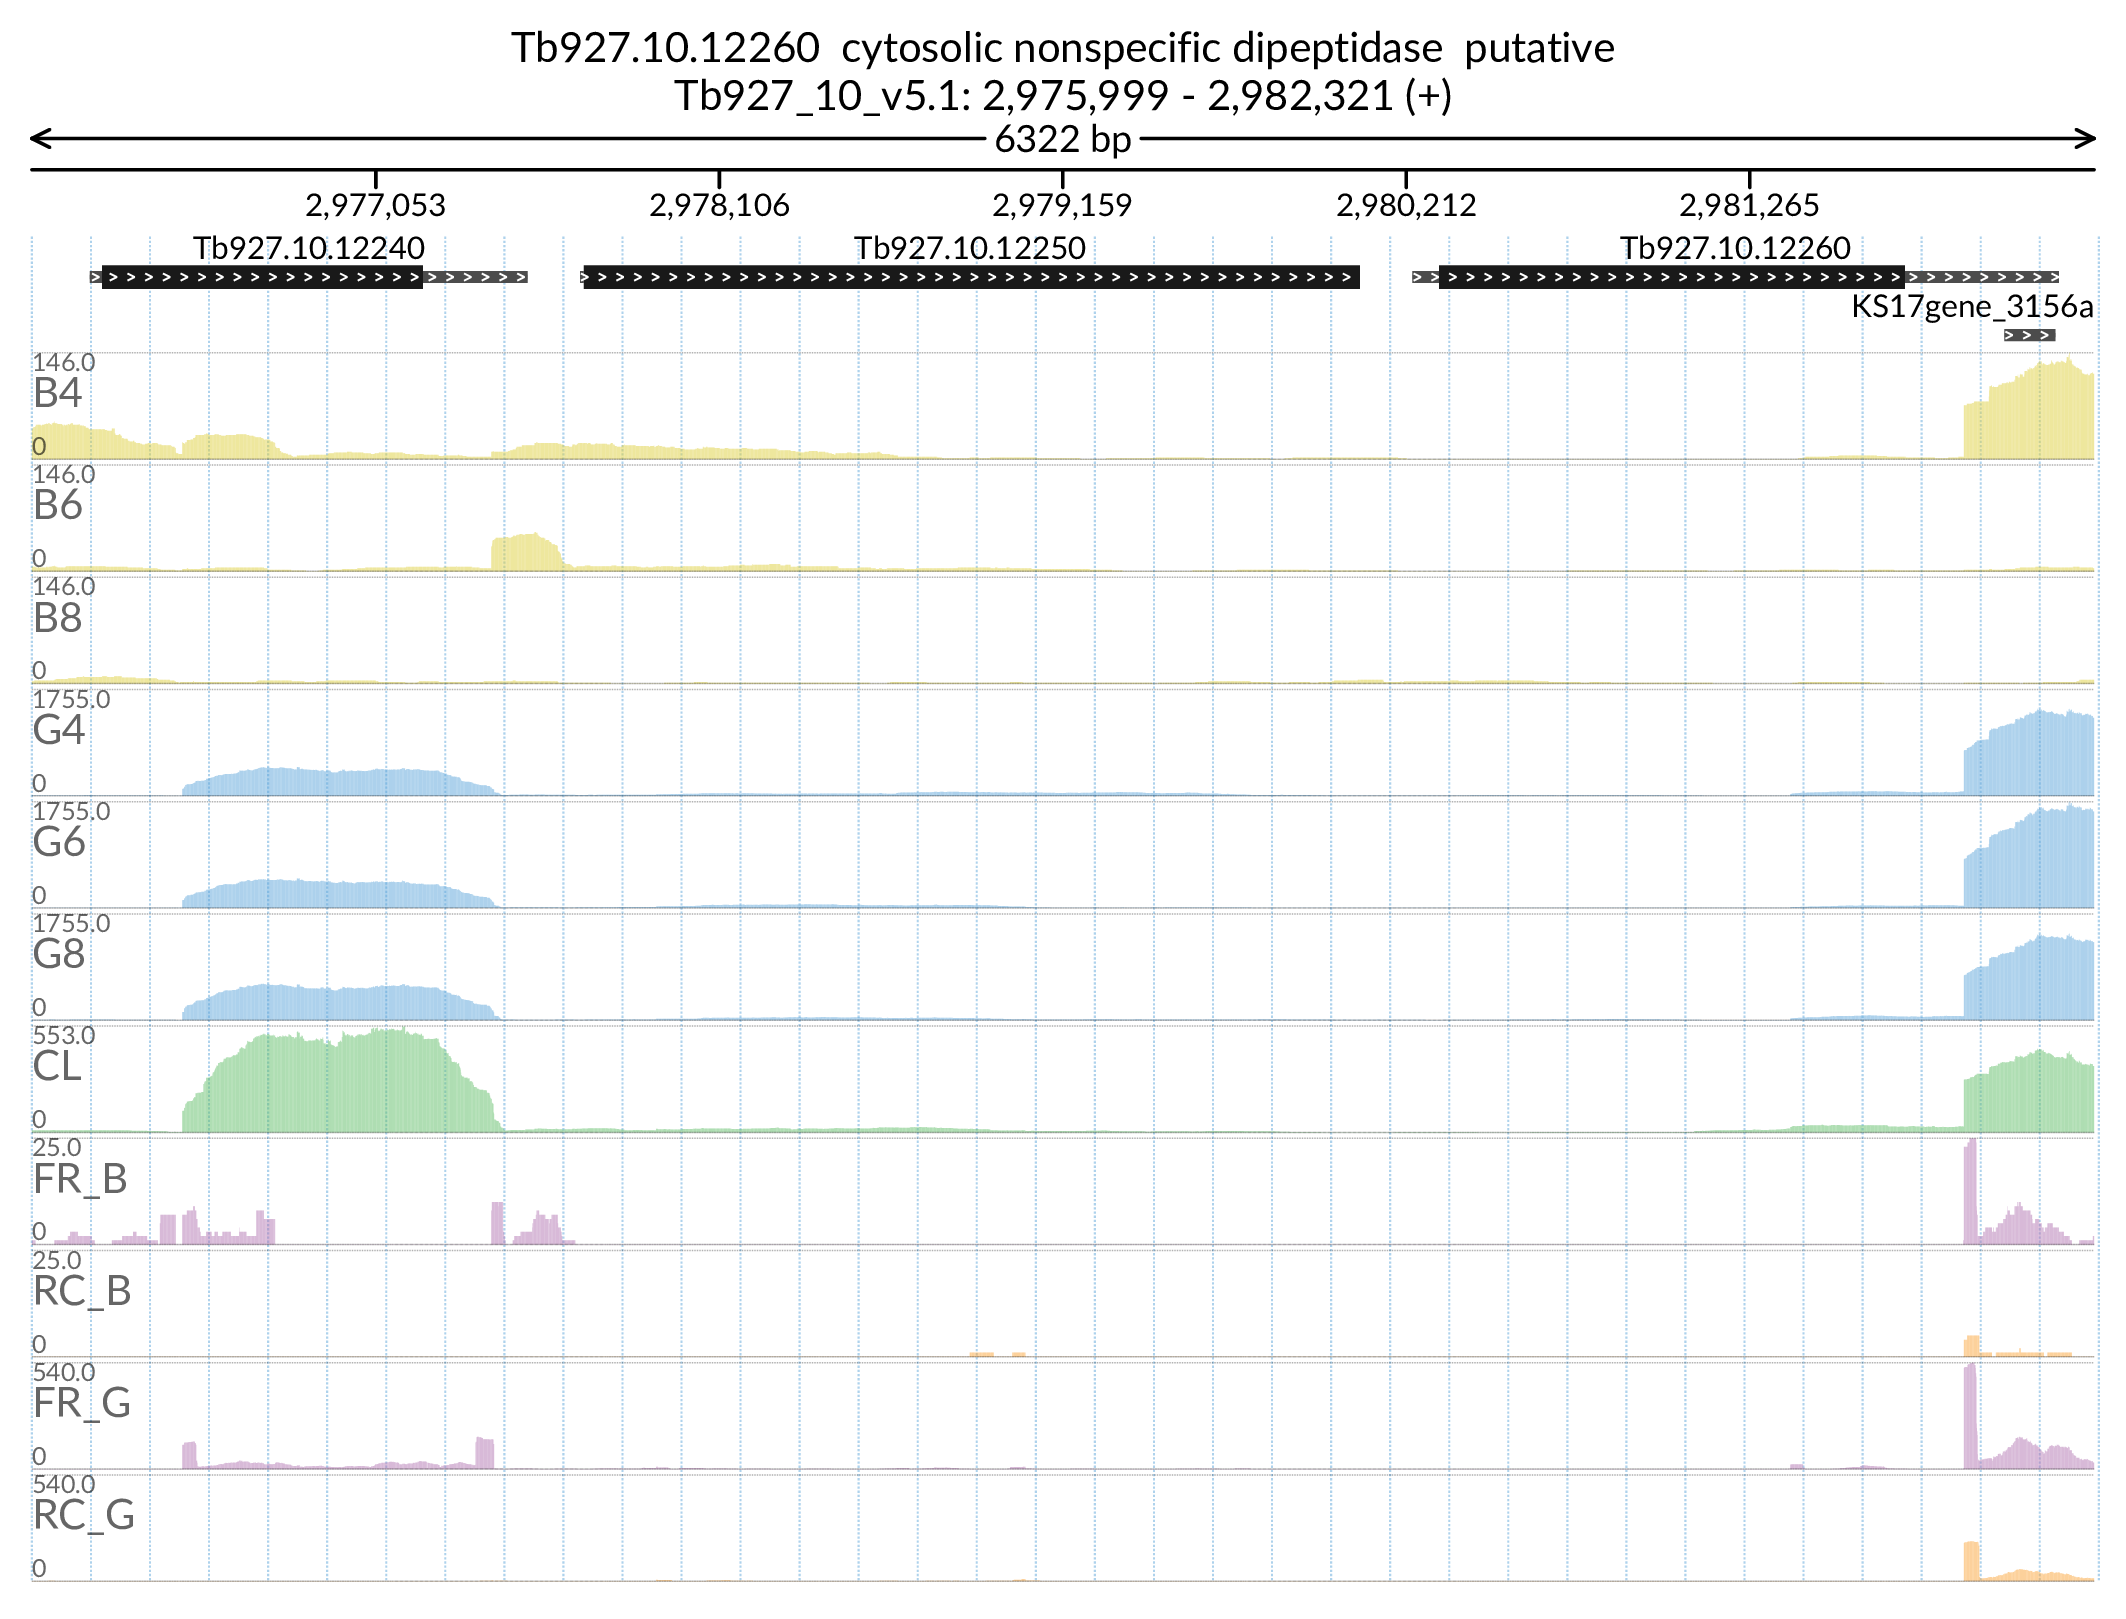 Tb927.10.12260  cytosolic nonspecific dipeptidase  putative
Tb927_10_v5.1: 2,975,999 - 2,982,321 (+)
6322 bp
2,977,053 2,978,106 2,979,159 2,980,212 2,981,265
Tb927.10.12240 Tb927.10.12250 Tb927.10.12260
KS17gene_3156a
146.0
B4
0
146.0
B6
0
146.0
B8
0
1755.0
G4
0
1755.0
G6
0
1755.0
G8
0
553.0
CL
0
25.0
FR_B
0
25.0
RC_B
0
540.0
FR_G
0
540.0
RC_G
0